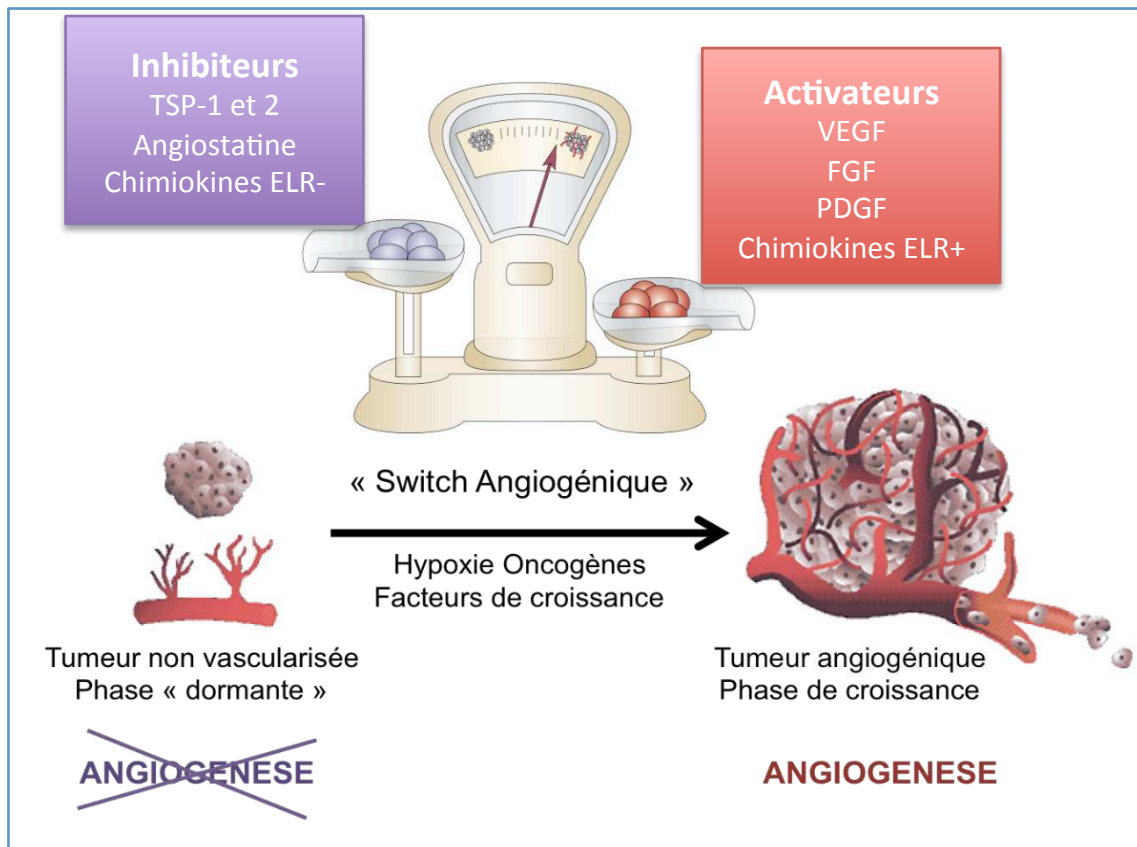 Inhibiteurs
TSP-1 et 2
Angiostatine
Chimiokines ELR-
Activateurs
VEGF
FGF
PDGF
Chimiokines ELR+
« Switch Angiogénique »
Hypoxie Oncogènes
Facteurs de croissance
Tumeur non vascularisée
Phase « dormante »
Tumeur angiogénique
Phase de croissance
ANGIOGENESE
ANGIOGENESE